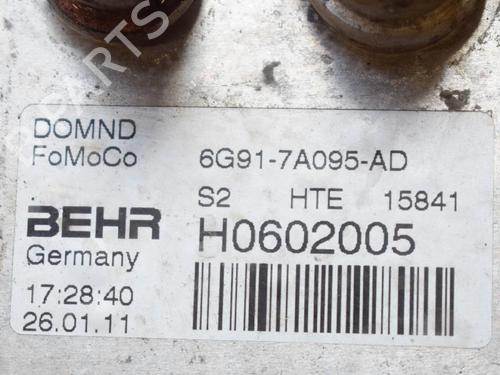 DOMND
FoMoCo 6G91-7A095-AD
S2 HTE 15841
BEHR H0602005
Germany
17:28:40
26.01.11